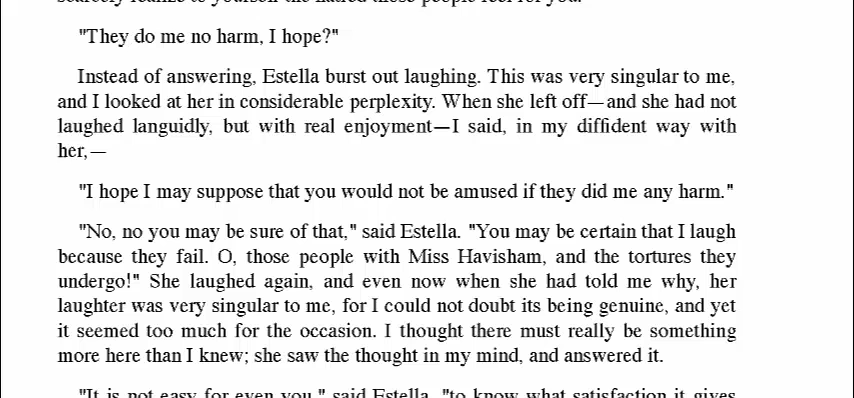 scarcely realize to yourself the hatred those people feel for you."
"They do me no harm, I hope?"
Instead of answering, Estella burst out laughing. This was very singular to me,
and I looked at her in considerable perplexity. When she left off—and she had not
laughed languidly, but with real enjoyment—I said, in my diffident way with
her,—
"I hope I may suppose that you would not be amused if they did me any harm."
"No, no you may be sure of that," said Estella. "You may be certain that I laugh
because they fail. O, those people with Miss Havisham, and the tortures they
undergo!" She laughed again, and even now when she had told me why, her
laughter was very singular to me, for I could not doubt its being genuine, and yet
it seemed too much for the occasion. I thought there must really be something
more here than I knew; she saw the thought in my mind, and answered it.
"It is not easy for even you," said Estella, "to know what satisfaction it gives